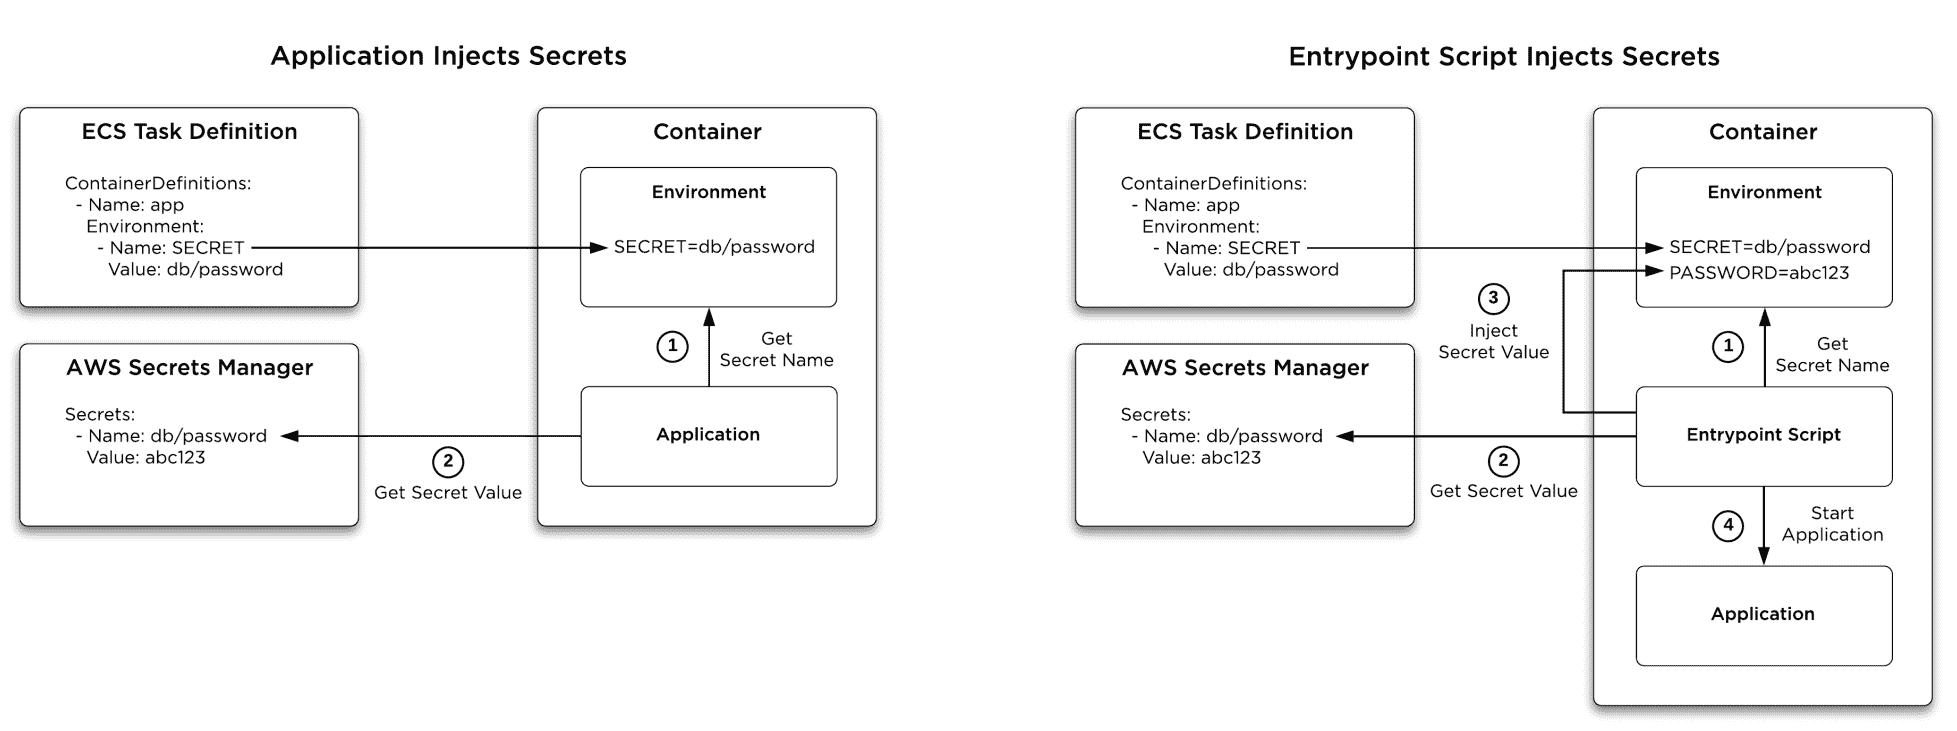 Application Injects Secrets
ECS Task Definition
ContainerDefinitions:
- Name: app
Environment:
- Name: SECRET
Value: db/password
AWS Secrets Manager
Secrets:
- Name: db/password
Value: abc123
Container
Environment
SECRET=db/password
1
Get
Secret Name
Application
2
Get Secret Value
Entrypoint Script Injects Secrets
ECS Task Definition
ContainerDefinitions:
- Name: app
Environment:
- Name: SECRET
Value: db/password
AWS Secrets Manager
Secrets:
- Name: db/password
Value: abc123
Container
Environment
SECRET=db/password
PASSWORD=abc123
3
Inject
Secret Value
1
Get
Secret Name
Entrypoint Script
2
Get Secret Value
4
Start
Application
Application